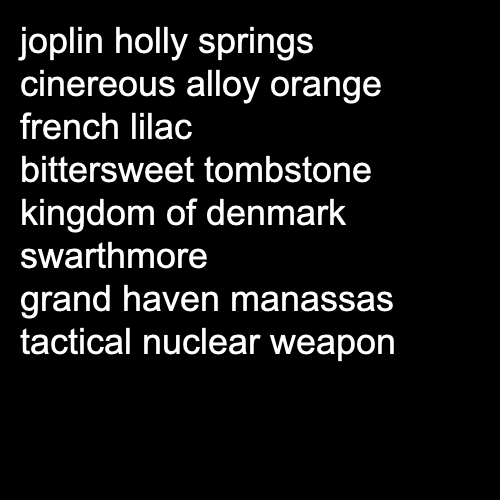 joplin holly springs
cinereous alloy orange
french lilac
bittersweet tombstone
kingdom of denmark
swarthmore
grand haven manassas
tactical nuclear weapon